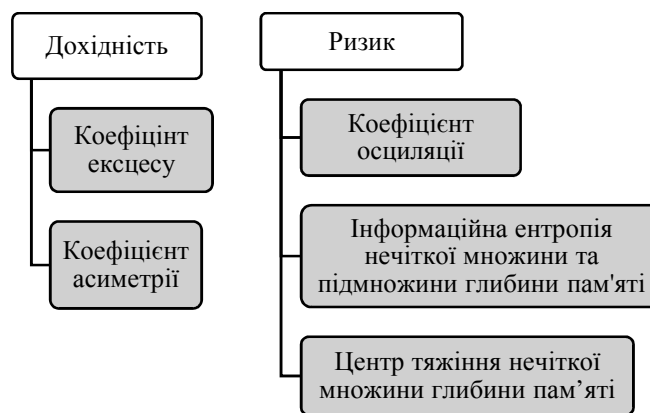 Дохідність
Коефіцінт
ексцесу
Коефіцієнт
асиметрії
Ризик
Коефіцієнт
осциляції
Інформаційна ентропія
нечіткої множини та
підмножини глибини пам'яті
Центр тяжіння нечіткої
множини глибини пам’яті